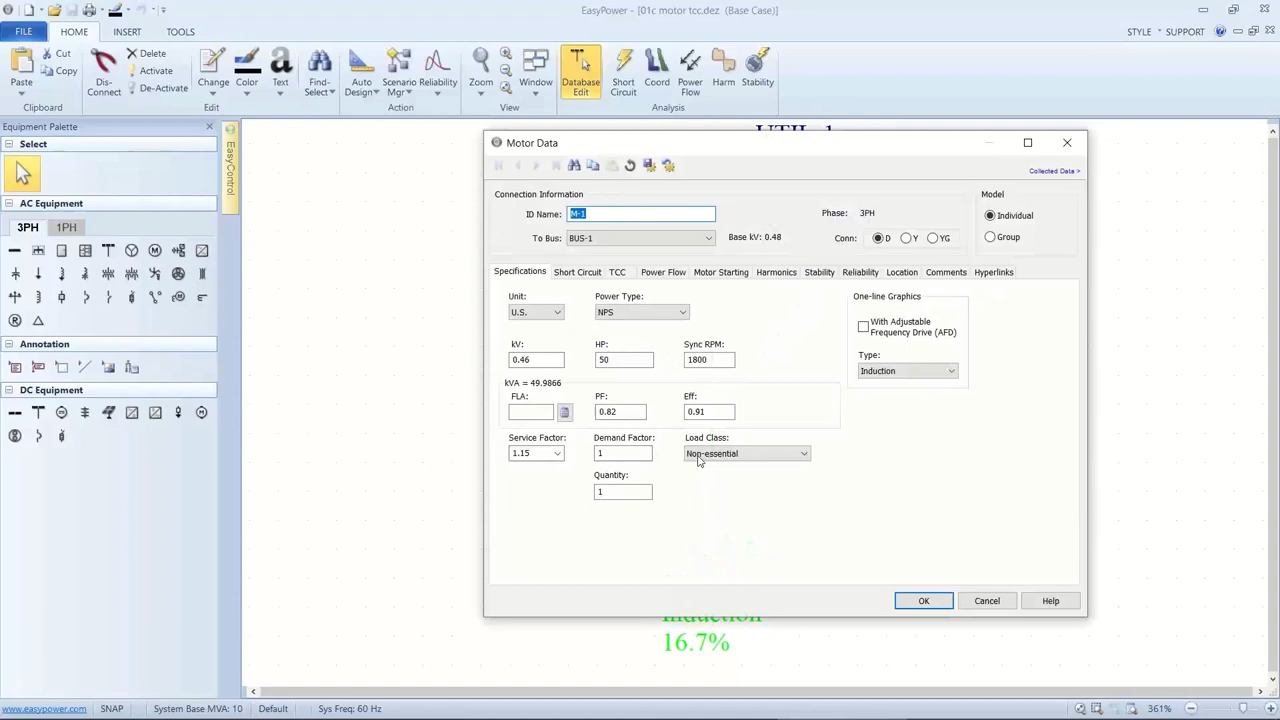 EasyPower - [01c motor tcc.dez (Base Case)]
FILE HOME INSERT TOOLS STYLE SUPPORT
Paste Cut Copy
Clipboard
Dis-Connect Delete Activate De-Activate
Change Color Text Find-Select
Edit
Auto Design Scenario Mgr Reliability
Action
Zoom Window
View
Database Edit Short Circuit Coord Power Flow Harm Stability
Analysis
Equipment Palette
Select
AC Equipment
3PH 1PH
Annotation
DC Equipment
EasyControl
UTIL-1
Motor Data
Collected Data >
Connection Information
ID Name: M-1
Phase: 3PH
To Bus: BUS-1
Base kV: 0.48
Conn: D Y YG
Model
Individual
Group
Specifications Short Circuit TCC Power Flow Motor Starting Harmonics Stability Reliability Location Comments Hyperlinks
Unit: Power Type:
U.S. NPS
kV: HP: Sync RPM:
0.46 50 1800
kVA = 49.9866
FLA: PF: Eff:
0.82 0.91
Service Factor: Demand Factor: Load Class:
1.15 1 Non-essential
Quantity:
1
One-line Graphics
With Adjustable
Frequency Drive (AFD)
Type:
Induction
OK Cancel Help
Induction
16.7%
www.easypower.com SNAP System Base MVA: 10 Default Sys Freq: 60 Hz 361%